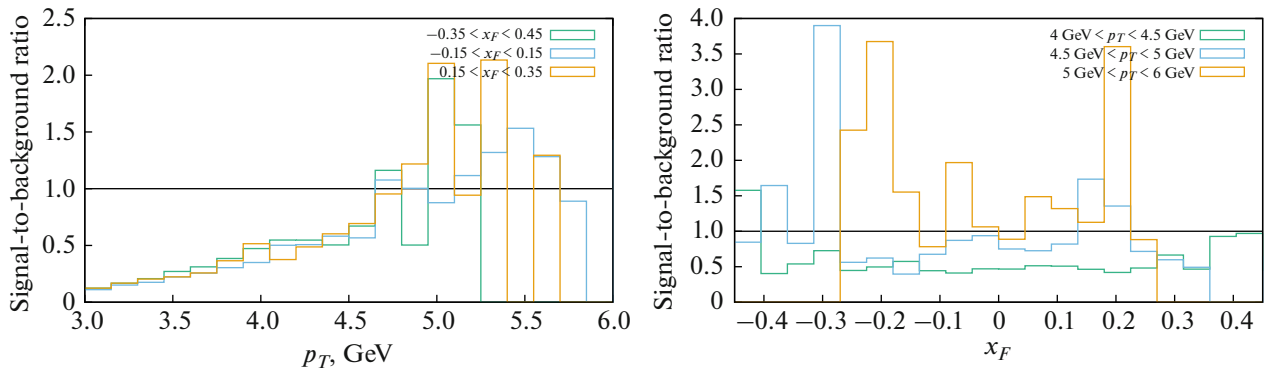 Signal-to-background ratio
2.5
2.0
1.5
1.0
0.5
0
−0.35 < x_F < 0.45
−0.15 < x_F < 0.15
0.15 < x_F < 0.35
3.0 3.5 4.0 4.5 5.0 5.5 6.0
p_T, GeV
Signal-to-background ratio
4.0
3.5
3.0
2.5
2.0
1.5
1.0
0.5
0
4 GeV < p_T < 4.5 GeV
4.5 GeV < p_T < 5 GeV
5 GeV < p_T < 6 GeV
−0.4 −0.3 −0.2 −0.1 0 0.1 0.2 0.3 0.4
x_F